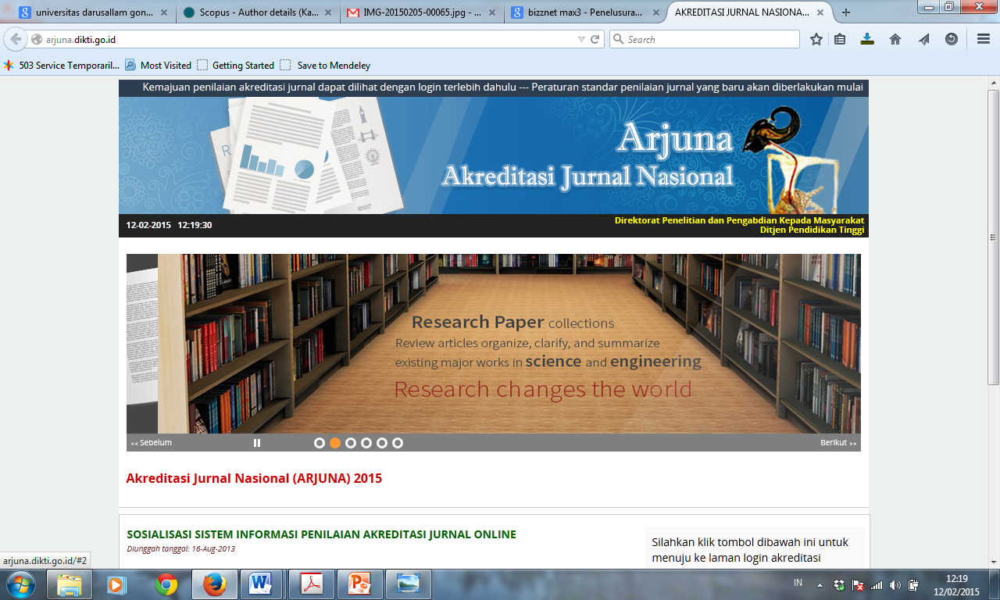 universitas darusallam gon...
Scopus - Author details (Ka...
IMG-20150205-00065.jpg - ...
bizznet max3 - Penelusura...
AKREDITASI JURNAL NASIONA...
arjuna.dikti.go.id
Search
503 Service Temporaril...
Most Visited
Getting Started
Save to Mendeley
Kemajuan penilaian akreditasi jurnal dapat dilihat dengan login terlebih dahulu --- Peraturan standar penilaian jurnal yang baru akan diberlakukan mulai
Arjuna
Akreditasi Jurnal Nasional
12-02-2015 12:19:30
Direktorat Penelitian dan Pengabdian Kepada Masyarakat
Ditjen Pendidikan Tinggi
Research Paper collections
Review articles organize, clarify, and summarize
existing major works in science and engineering
Research changes the world
<< Sebelum
Berikut >>
Akreditasi Jurnal Nasional (ARJUNA) 2015
SOSIALISASI SISTEM INFORMASI PENILAIAN AKREDITASI JURNAL ONLINE
Diunggah tanggal: 16-Aug-2013
Silahkan klik tombol dibawah ini untuk
menuju ke laman login akreditasi
arjuna.dikti.go.id/#2
IN
12:19
12/02/2015